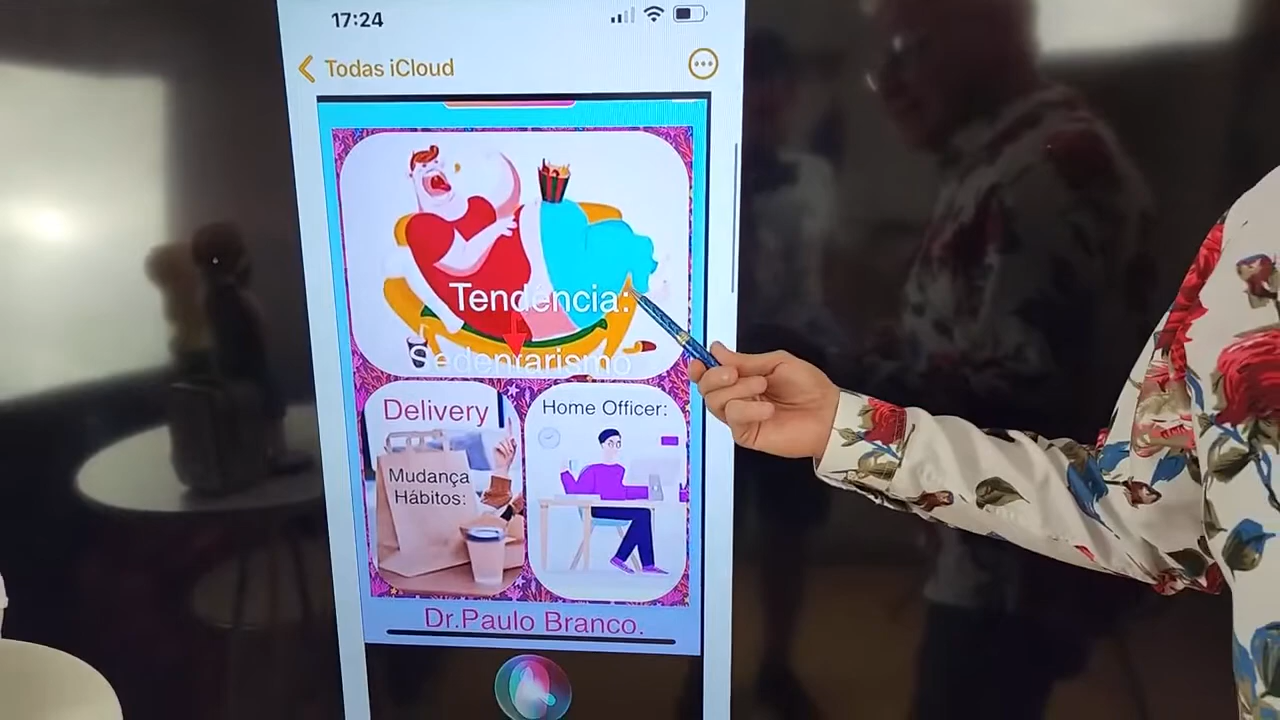 17:24
Todas iCloud
Tendência:
Sedentarismo
Delivery
Mudança
Hábitos:
Home Officer:
Dr.Paulo Branco.